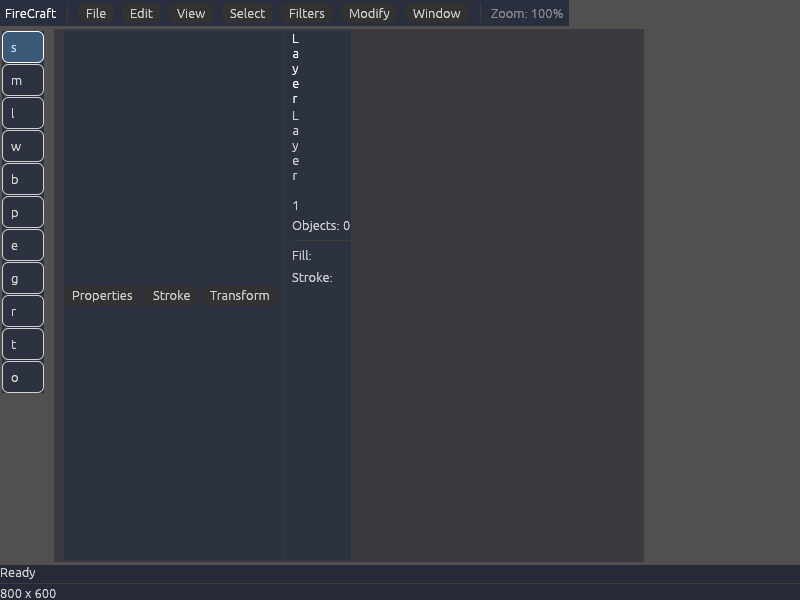 FireCraft File Edit View Select Filters Modify Window Zoom: 100%
s
m
l
w
b
p
e
g
r
t
o
Properties Stroke Transform
L
a
y
e
r
L
a
y
e
r
1
Objects: 0
Fill:
Stroke:
Ready
800 x 600